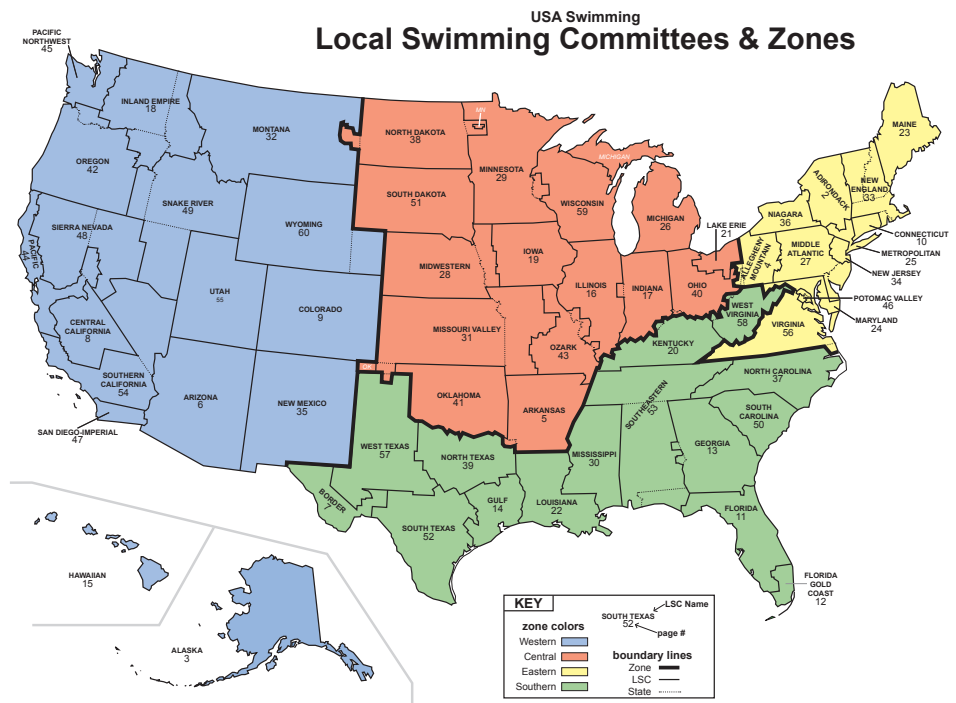 USA Swimming
Local Swimming Committees & Zones
PACIFIC
NORTHWEST
45
INLAND EMPIRE
18
MONTANA
32
NORTH DAKOTA
38
MN
MINNESOTA
29
MICHIGAN
MAINE
23
OREGON
42
SNAKE RIVER
49
WYOMING
60
SOUTH DAKOTA
51
WISCONSIN
59
MICHIGAN
26
LAKE ERIE
21
NIAGARA
36
ADIRONDACK
2
NEW
ENGLAND
33
CONNECTICUT
10
METROPOLITAN
25
NEW JERSEY
34
SIERRA NEVADA
48
PACIFIC
44
UTAH
55
COLORADO
9
MIDWESTERN
28
IOWA
19
ILLINOIS
16
INDIANA
17
OHIO
40
ALLEGHENY
MOUNTAIN
4
MIDDLE
ATLANTIC
27
POTOMAC VALLEY
46
MARYLAND
24
CENTRAL
CALIFORNIA
8
MISSOURI VALLEY
31
OZARK
43
KENTUCKY
20
WEST
VIRGINIA
58
VIRGINIA
56
SOUTHERN
CALIFORNIA
54
SAN DIEGO-IMPERIAL
47
ARIZONA
6
NEW MEXICO
35
OK
OKLAHOMA
41
ARKANSAS
5
SOUTHEASTERN
53
NORTH CAROLINA
37
SOUTH
CAROLINA
50
WEST TEXAS
57
NORTH TEXAS
39
MISSISSIPPI
30
GEORGIA
13
BORDER
7
SOUTH TEXAS
52
GULF
14
LOUISIANA
22
FLORIDA
11
FLORIDA
GOLD
COAST
12
HAWAIIAN
15
ALASKA
3
KEY
zone colors
Western
Central
Eastern
Southern
SOUTH TEXAS
52
LSC Name
page #
boundary lines
Zone
LSC
State